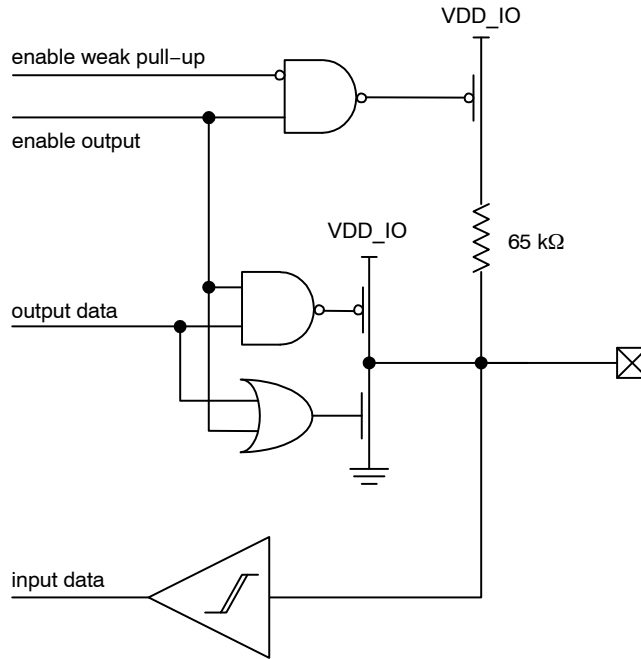 VDD_IO
enable weak pull−up
enable output
65 kΩ
VDD_IO
output data
input data